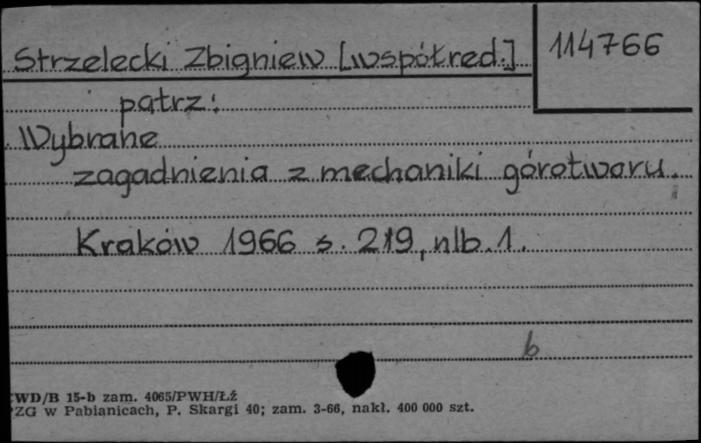 Strzelecki Zbigniew [współred.]
114766
patrz:
Wybrane
zagadnienia z mechaniki górotworu.
Kraków 1966 s. 219, nlb. 1.
b
WD/B 15-b zam. 4065/PWH/Łź
ZG w Pabianicach, P. Skargi 40; zam. 3-66, nakł. 400 000 szt.